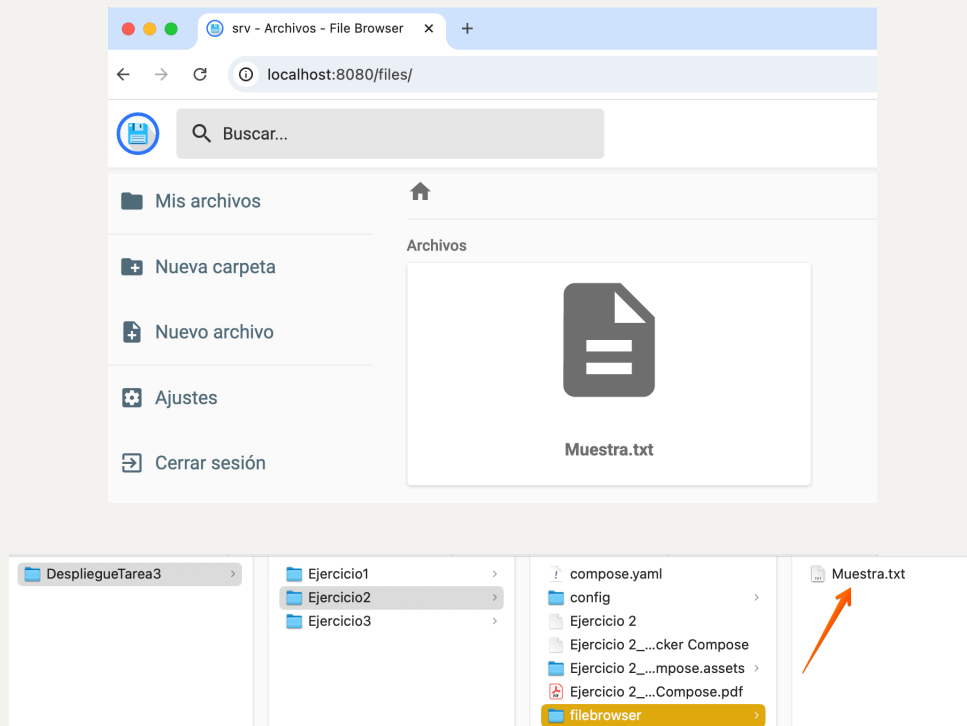 srv - Archivos - File Browser
localhost:8080/files/
Buscar...
Mis archivos
Nueva carpeta
Nuevo archivo
Ajustes
Cerrar sesión
Archivos
Muestra.txt
DespliegueTarea3
Ejercicio1
Ejercicio2
Ejercicio3
compose.yaml
config
Ejercicio 2
Ejercicio 2_...cker Compose
Ejercicio 2_...mpose.assets
Ejercicio 2_...Compose.pdf
filebrowser
Muestra.txt